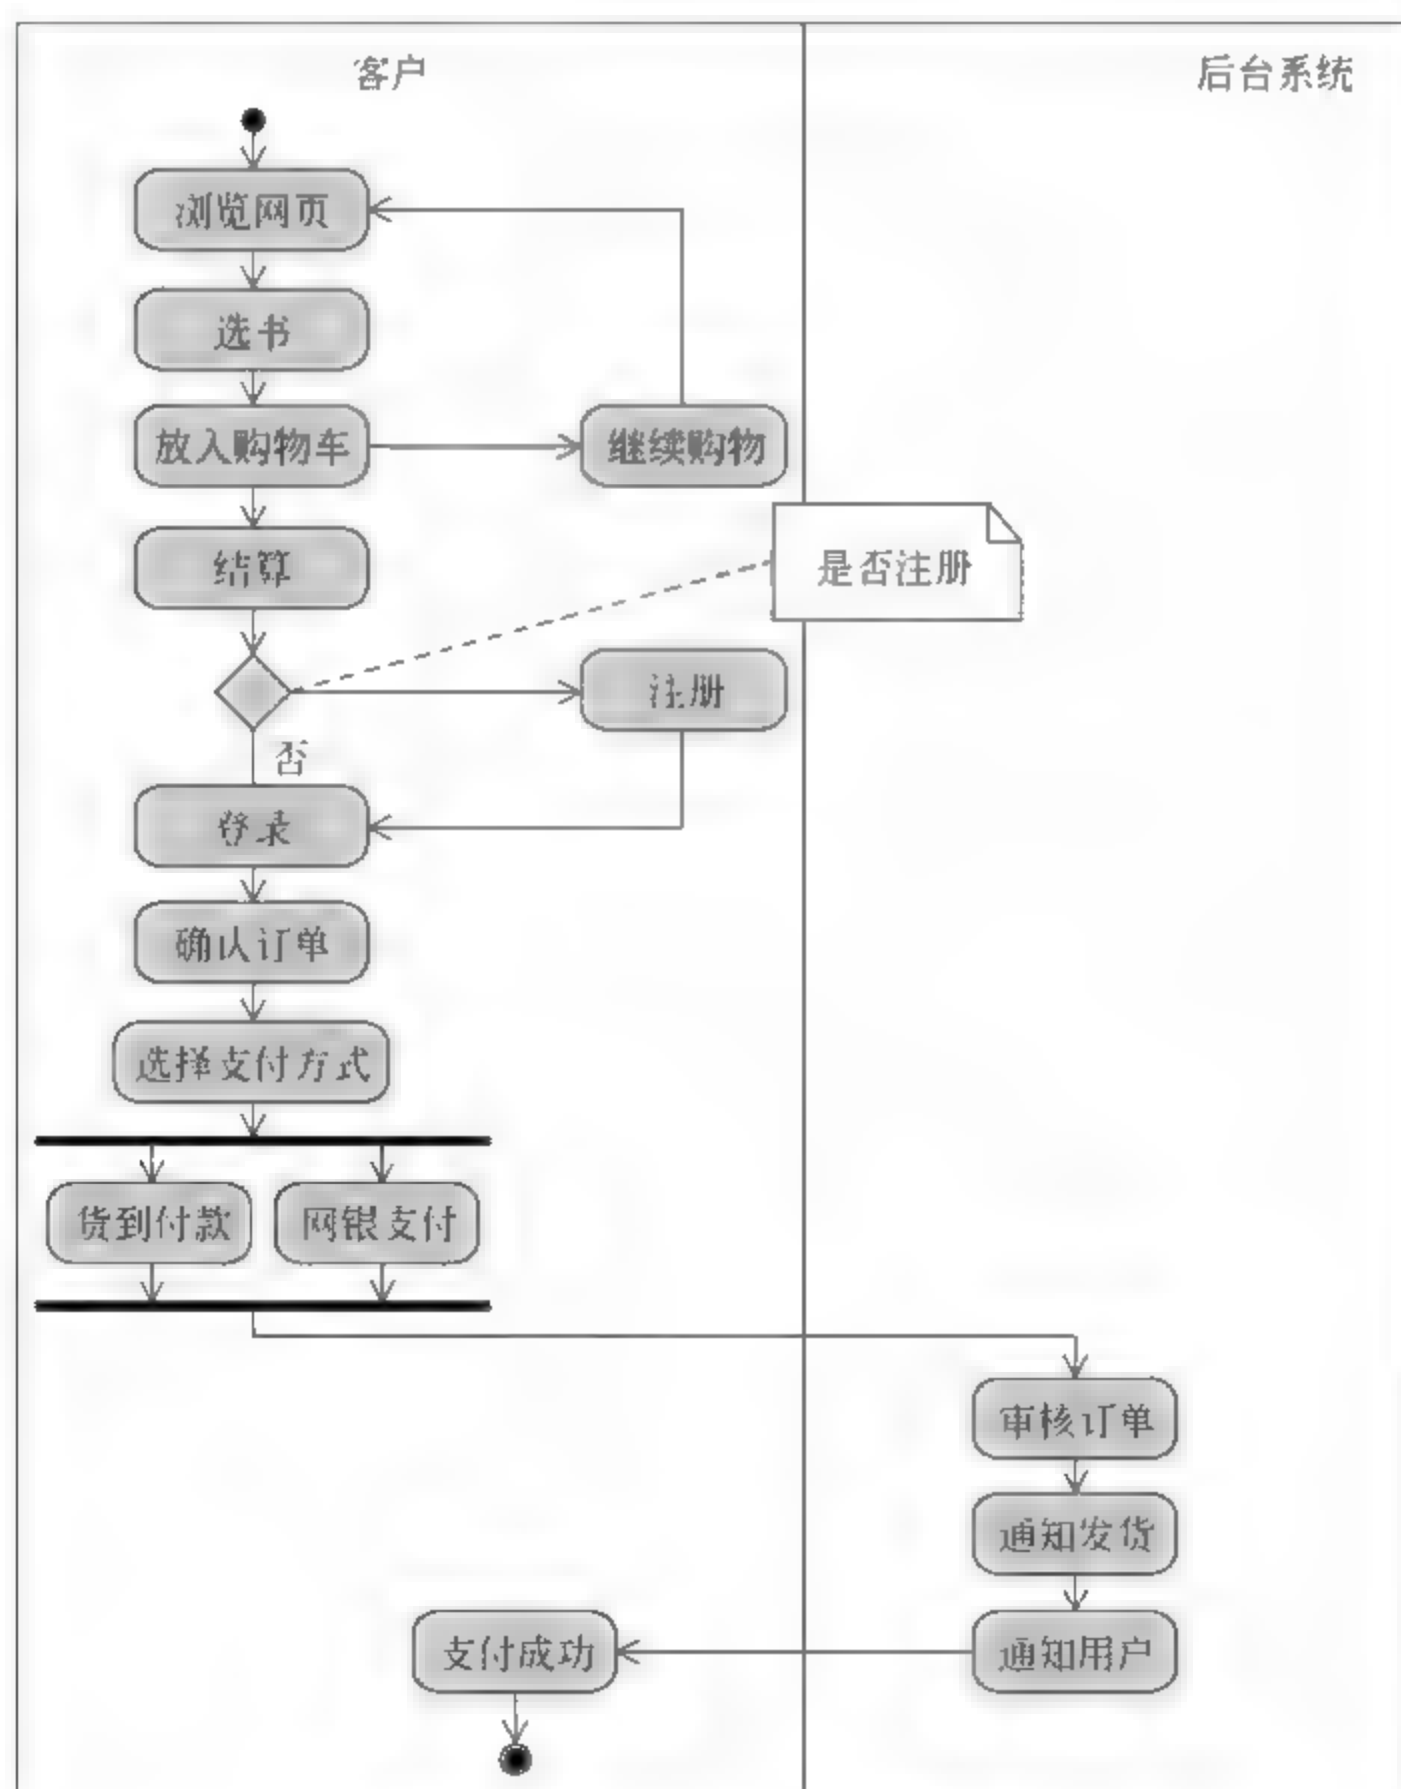 客户
后台系统
浏览网页
选书
放入购物车
继续购物
结算
是否注册
注册
否
登录
确认订单
选择支付方式
货到付款
网银支付
审核订单
通知发货
支付成功
通知用户